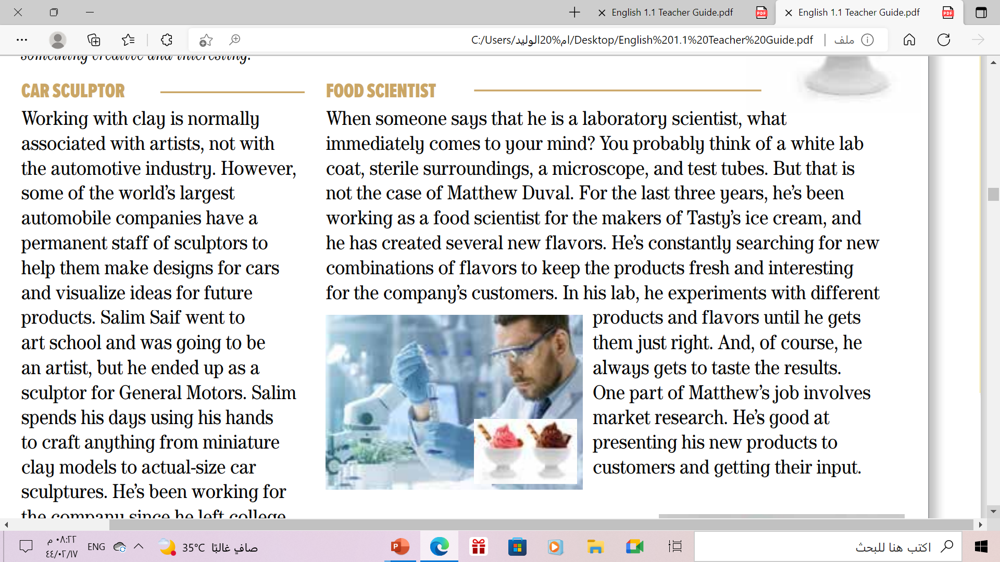 English 1.1 Teacher Guide.pdf
English 1.1 Teacher Guide.pdf
C:/Users/ام%20الوليد/Desktop/English%201.1%20Teacher%20Guide.pdf
ملف
something creative and interesting.
CAR SCULPTOR
Working with clay is normally
associated with artists, not with
the automotive industry. However,
some of the world’s largest
automobile companies have a
permanent staff of sculptors to
help them make designs for cars
and visualize ideas for future
products. Salim Saif went to
art school and was going to be
an artist, but he ended up as a
sculptor for General Motors. Salim
spends his days using his hands
to craft anything from miniature
clay models to actual-size car
sculptures. He’s been working for
the company since he left college
FOOD SCIENTIST
When someone says that he is a laboratory scientist, what
immediately comes to your mind? You probably think of a white lab
coat, sterile surroundings, a microscope, and test tubes. But that is
not the case of Matthew Duval. For the last three years, he’s been
working as a food scientist for the makers of Tasty’s ice cream, and
he has created several new flavors. He’s constantly searching for new
combinations of flavors to keep the products fresh and interesting
for the company’s customers. In his lab, he experiments with different
products and flavors until he gets
them just right. And, of course, he
always gets to taste the results.
One part of Matthew’s job involves
market research. He’s good at
presenting his new products to
customers and getting their input.
٠٨:٢٢ م
٤٤/٠٢/١٧
ENG
35°C صافٍ غالبًا
اكتب هنا للبحث